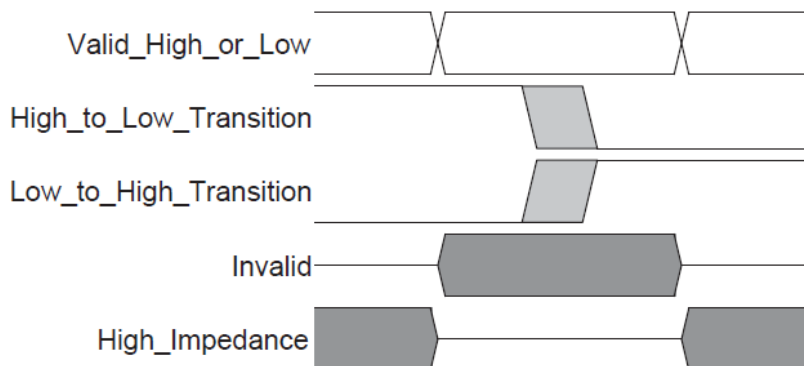 Valid_High_or_Low
High_to_Low_Transition
Low_to_High_Transition
Invalid
High_Impedance